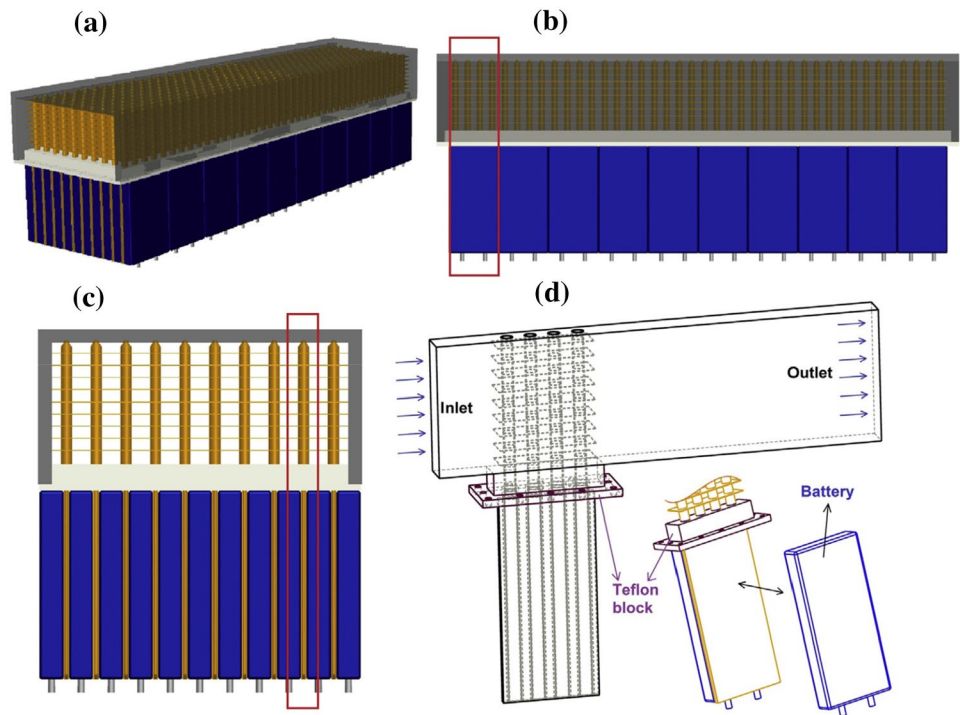 (a)
(b)
(c)
(d)
Inlet
Outlet
Battery
Teflon
block